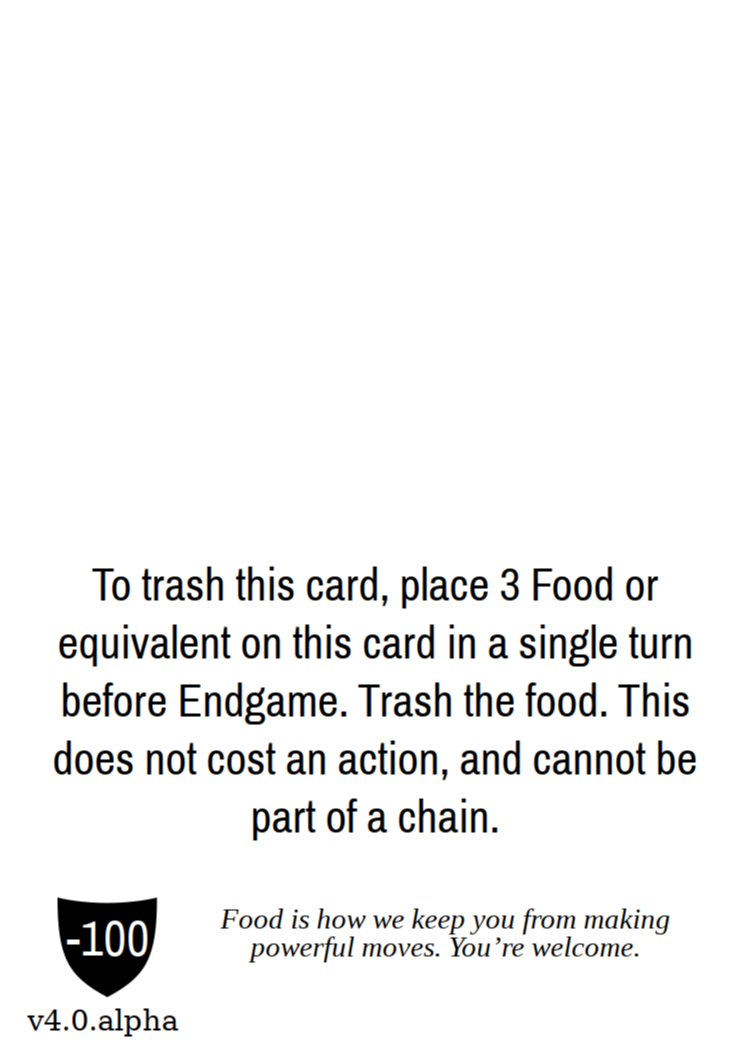 To trash this card, place 3 Food or
equivalent on this card in a single turn
before Endgame. Trash the food. This
does not cost an action, and cannot be
part of a chain.
-100
Food is how we keep you from making
powerful moves. You’re welcome.
v4.0.alpha